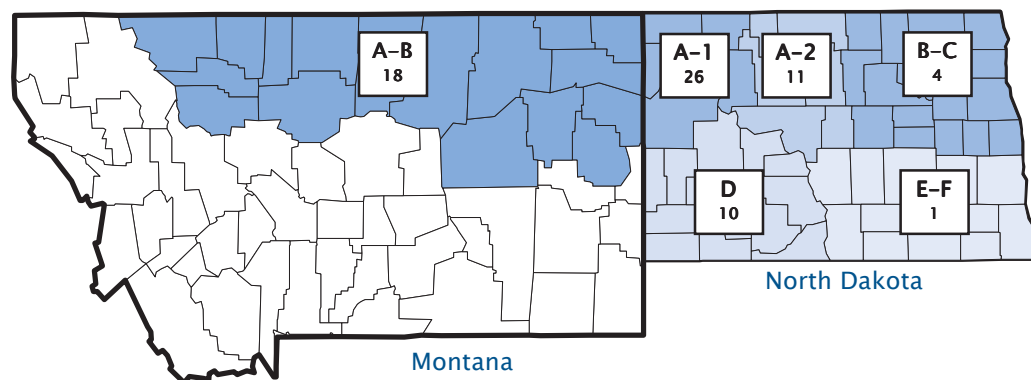 A–B
18
A–1
26
A–2
11
B–C
4
D
10
E–F
1
North Dakota
Montana